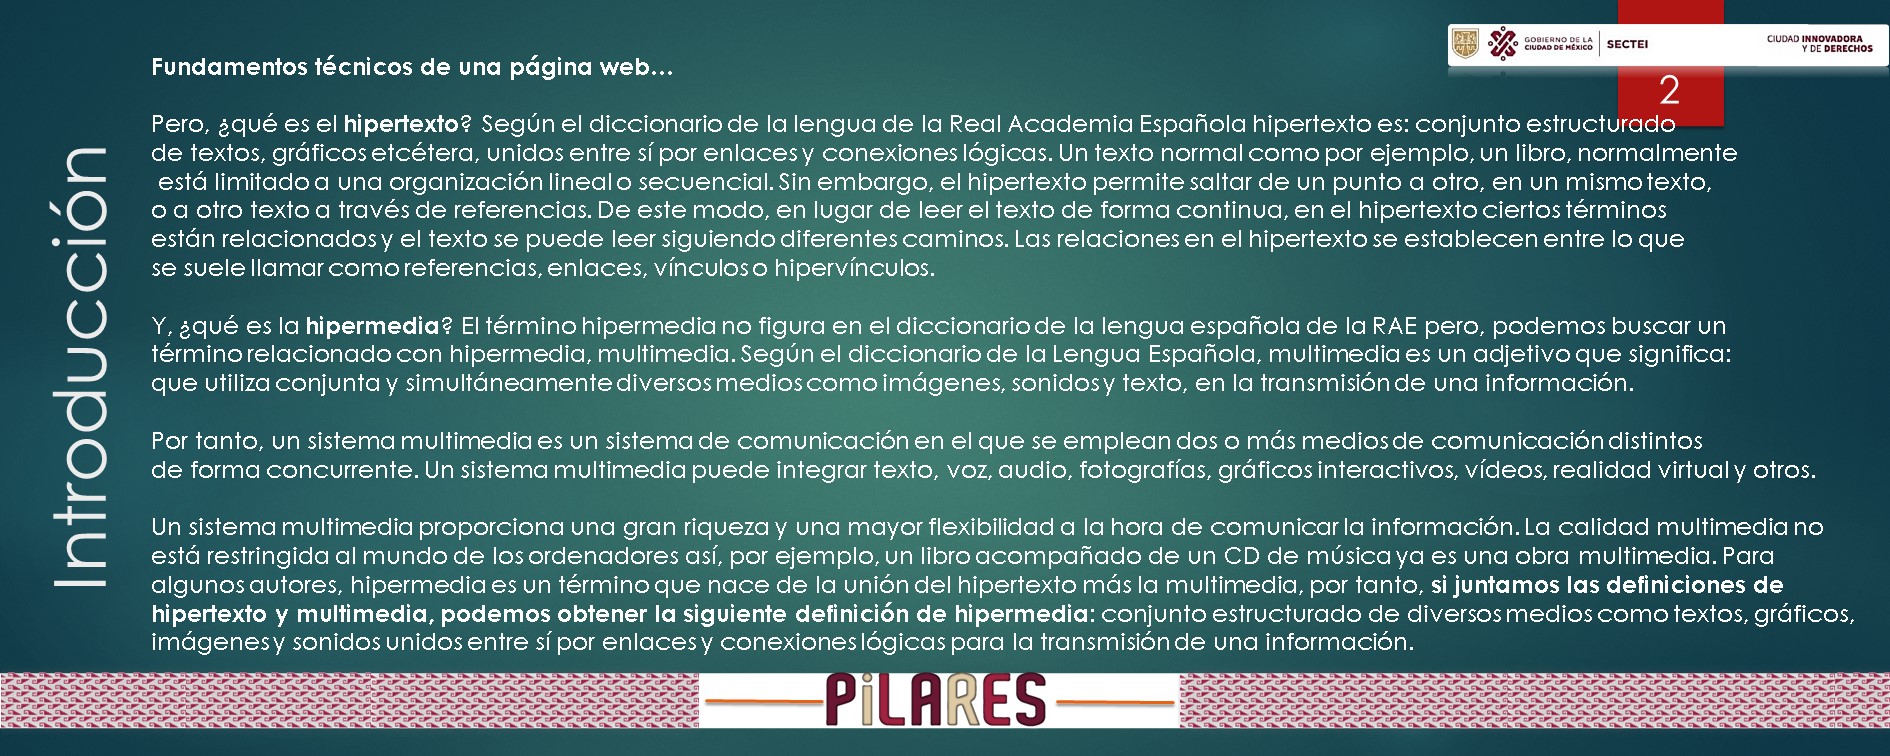 GOBIERNO DE LA
CIUDAD DE MÉXICO
SECTEI
CIUDAD INNOVADORA
Y DE DERECHOS
2
Introducción
Fundamentos técnicos de una página web...
Pero, ¿qué es el hipertexto? Según el diccionario de la lengua de la Real Academia Española hipertexto es: conjunto estructurado
de textos, gráficos etcétera, unidos entre sí por enlaces y conexiones lógicas. Un texto normal como por ejemplo, un libro, normalmente
está limitado a una organización lineal o secuencial. Sin embargo, el hipertexto permite saltar de un punto a otro, en un mismo texto,
o a otro texto a través de referencias. De este modo, en lugar de leer el texto de forma continua, en el hipertexto ciertos términos
están relacionados y el texto se puede leer siguiendo diferentes caminos. Las relaciones en el hipertexto se establecen entre lo que
se suele llamar como referencias, enlaces, vínculos o hipervínculos.
Y, ¿qué es la hipermedia? El término hipermedia no figura en el diccionario de la lengua española de la RAE pero, podemos buscar un
término relacionado con hipermedia, multimedia. Según el diccionario de la Lengua Española, multimedia es un adjetivo que significa:
que utiliza conjunta y simultáneamente diversos medios como imágenes, sonidos y texto, en la transmisión de una información.
Por tanto, un sistema multimedia es un sistema de comunicación en el que se emplean dos o más medios de comunicación distintos
de forma concurrente. Un sistema multimedia puede integrar texto, voz, audio, fotografías, gráficos interactivos, vídeos, realidad virtual y otros.
Un sistema multimedia proporciona una gran riqueza y una mayor flexibilidad a la hora de comunicar la información. La calidad multimedia no
está restringida al mundo de los ordenadores así, por ejemplo, un libro acompañado de un CD de música ya es una obra multimedia. Para
algunos autores, hipermedia es un término que nace de la unión del hipertexto más la multimedia, por tanto, si juntamos las definiciones de
hipertexto y multimedia, podemos obtener la siguiente definición de hipermedia: conjunto estructurado de diversos medios como textos, gráficos,
imágenes y sonidos unidos entre sí por enlaces y conexiones lógicas para la transmisión de una información.
PiLARES